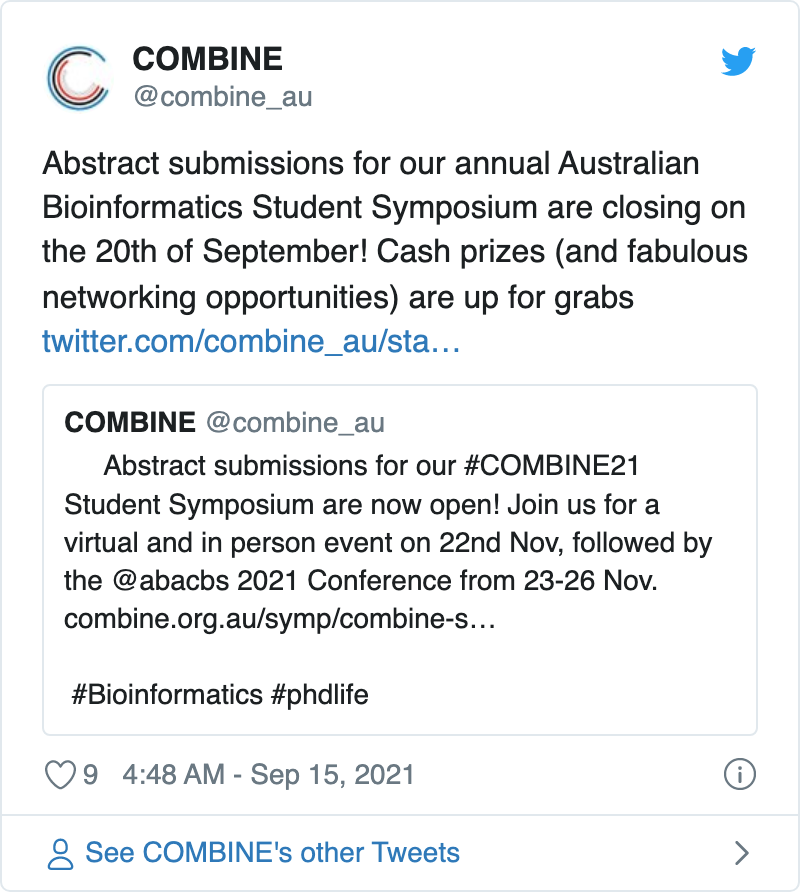 COMBINE
@combine_au
Abstract submissions for our annual Australian
Bioinformatics Student Symposium are closing on
the 20th of September! Cash prizes (and fabulous
networking opportunities) are up for grabs
twitter.com/combine_au/sta…
COMBINE @combine_au
Abstract submissions for our #COMBINE21
Student Symposium are now open! Join us for a
virtual and in person event on 22nd Nov, followed by
the @abacbs 2021 Conference from 23-26 Nov.
combine.org.au/symp/combine-s…
#Bioinformatics #phdlife
9 4:48 AM - Sep 15, 2021
See COMBINE's other Tweets